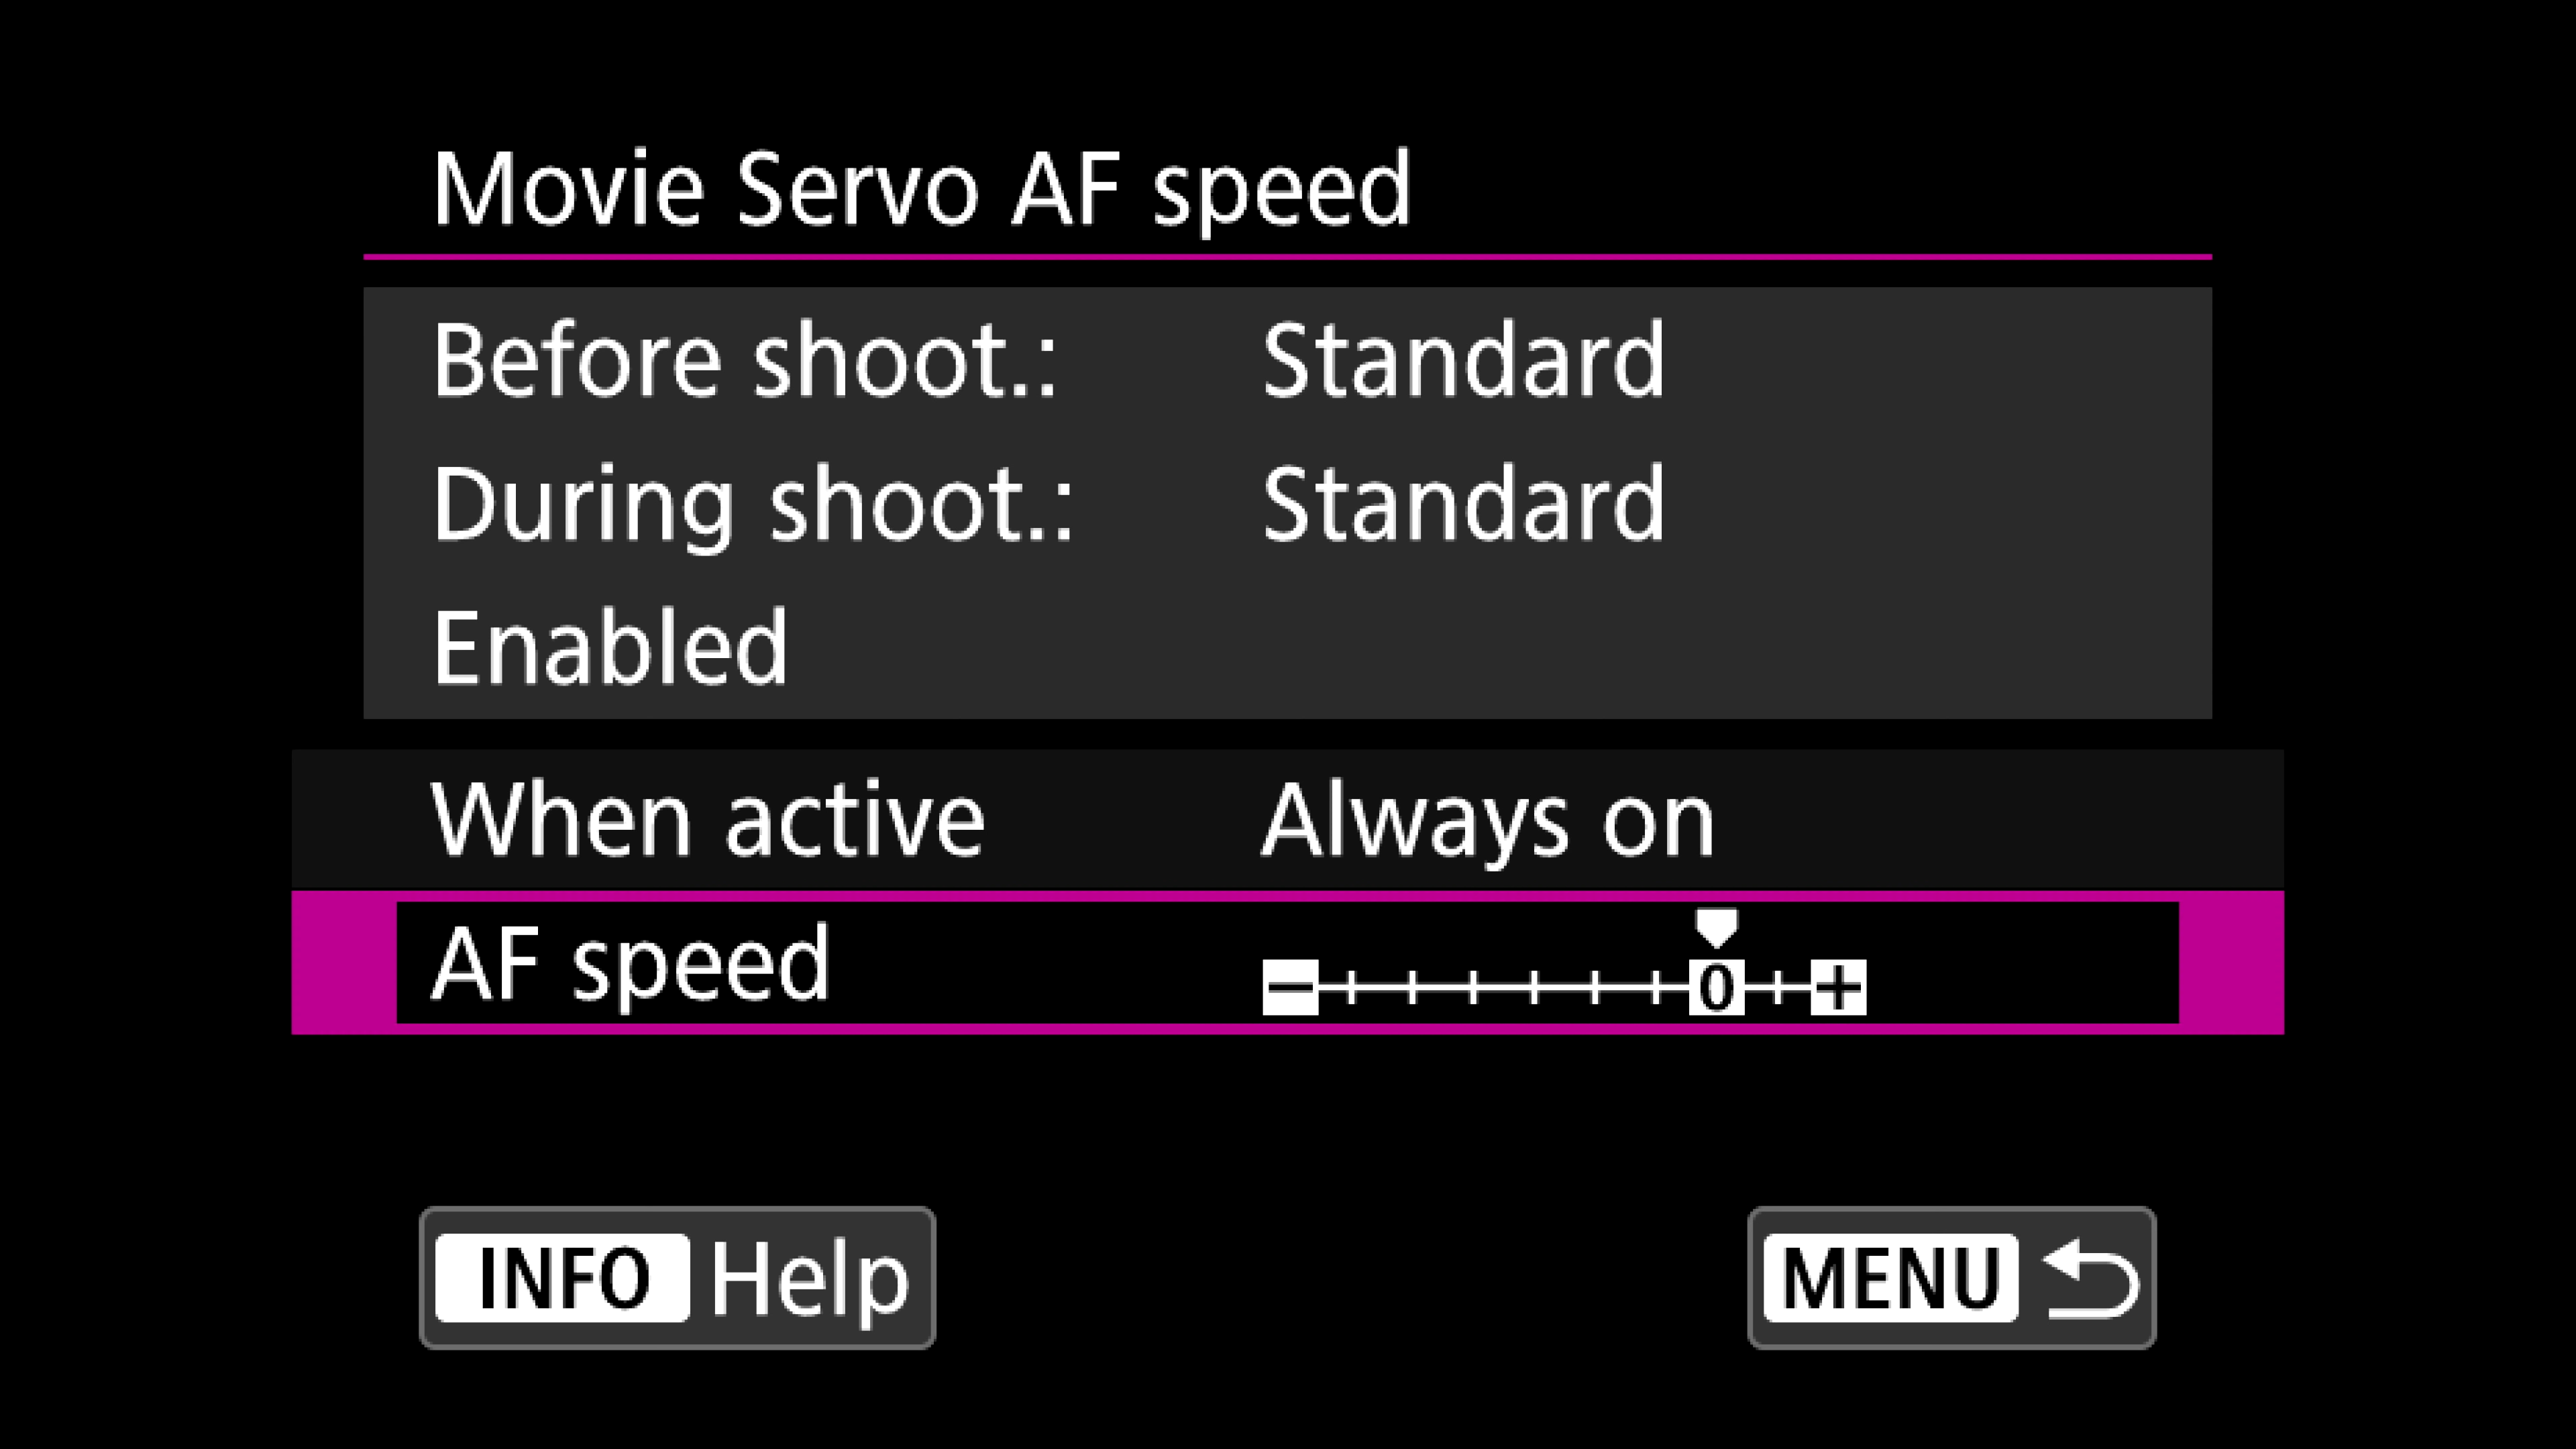 Movie Servo AF speed
Before shoot.: Standard
During shoot.: Standard
Enabled
When active Always on
AF speed − 0 +
INFO Help MENU